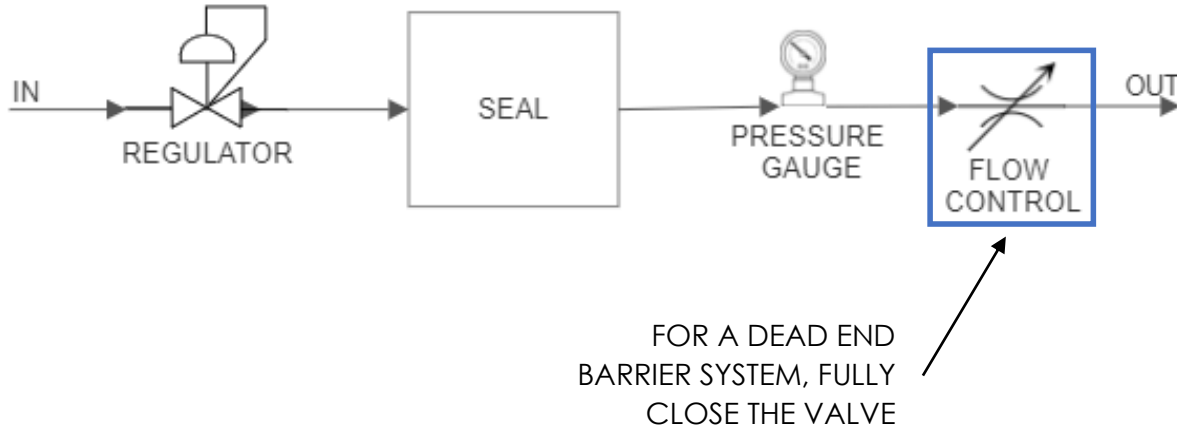 IN
REGULATOR
SEAL
PRESSURE
GAUGE
FLOW
CONTROL
OUT
FOR A DEAD END
BARRIER SYSTEM, FULLY
CLOSE THE VALVE